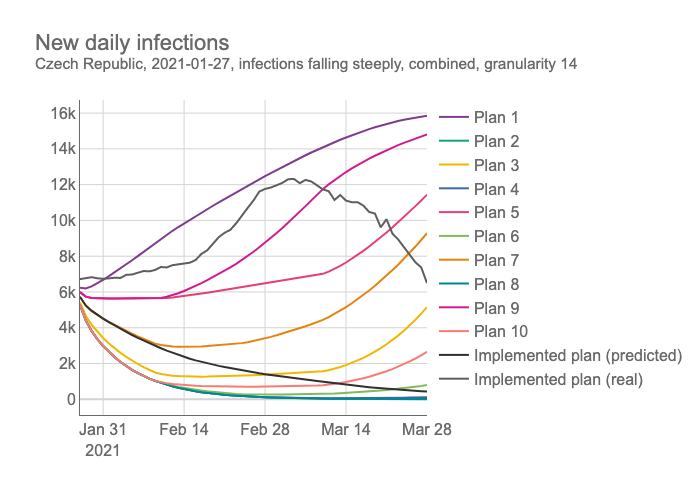 New daily infections
Czech Republic, 2021-01-27, infections falling steeply, combined, granularity 14
16k
14k
12k
10k
8k
6k
4k
2k
0
Jan 31
2021
Feb 14
Feb 28
Mar 14
Mar 28
Plan 1
Plan 2
Plan 3
Plan 4
Plan 5
Plan 6
Plan 7
Plan 8
Plan 9
Plan 10
Implemented plan (predicted)
Implemented plan (real)